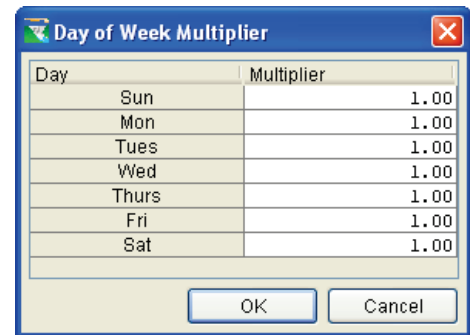 Day of Week Multiplier
Day Multiplier
Sun 1.00
Mon 1.00
Tues 1.00
Wed 1.00
Thurs 1.00
Fri 1.00
Sat 1.00
OK Cancel